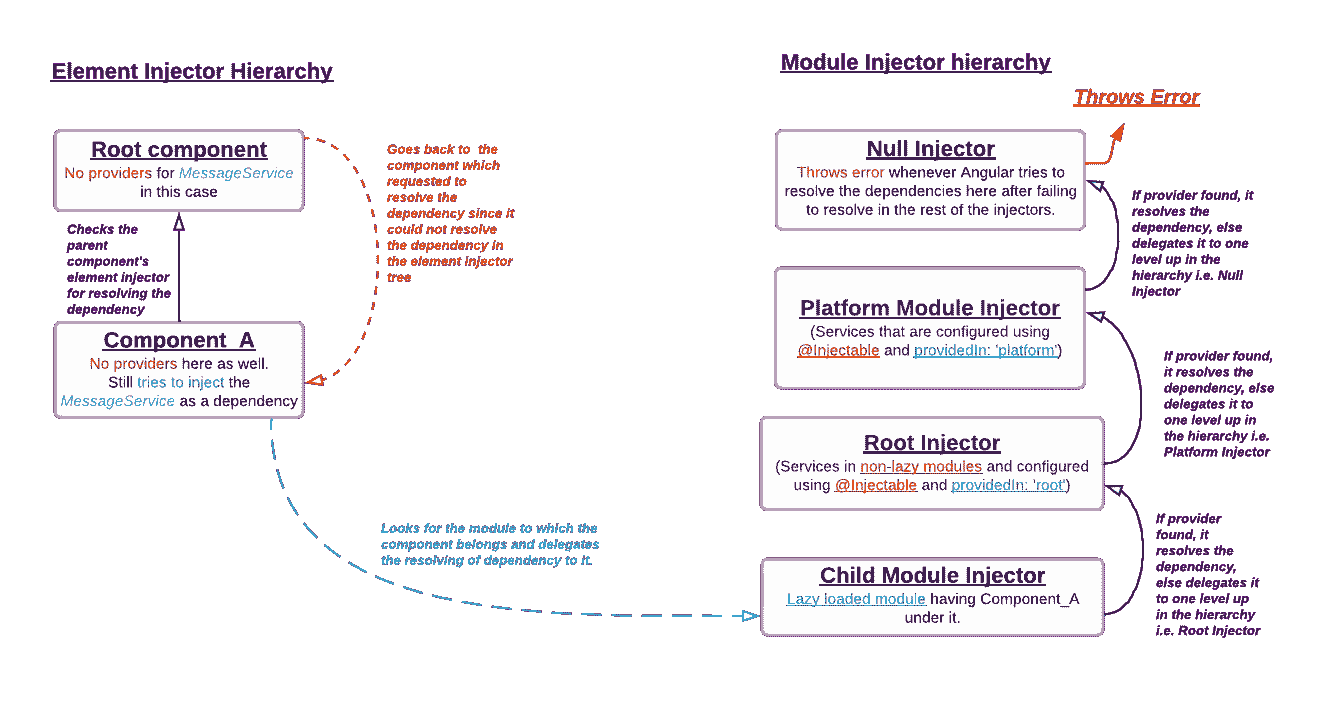 Element Injector Hierarchy
Root component
No providers for MessageService
in this case
Goes back to the
component which
requested to
resolve the
dependency since it
could not resolve
the dependency in
the element injector
tree
Checks the
parent
component's
element injector
for resolving the
dependency
Component_A
No providers here as well.
Still tries to inject the
MessageService as a dependency
Looks for the module to which the
component belongs and delegates
the resolving of dependency to it.
Module Injector hierarchy
Throws Error
Null Injector
Throws error whenever Angular tries to
resolve the dependencies here after failing
to resolve in the rest of the injectors.
If provider found, it
resolves the
dependency, else
delegates it to one
level up in the
hierarchy i.e. Null
Injector
Platform Module Injector
(Services that are configured using
@Injectable and providedIn: 'platform')
If provider found,
it resolves the
dependency, else
delegates it to
one level up in
the hierarchy i.e.
Platform Injector
Root Injector
(Services in non-lazy modules and configured
using @Injectable and providedIn: 'root')
If provider
found, it
resolves the
dependency,
else delegates it
to one level up
in the hierarchy
i.e. Root Injector
Child Module Injector
Lazy loaded module having Component_A
under it.